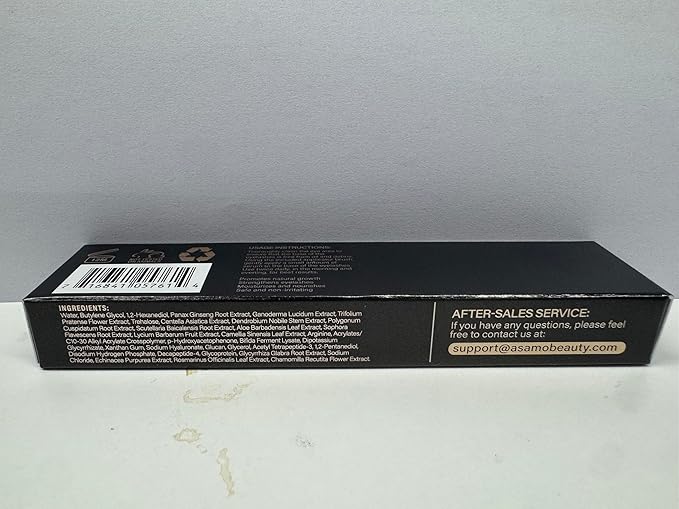 12M
7 16841 05761 4
USAGE INSTRUCTIONS:
Promotes natural growth
Strengthens eyelashes
Moisturizes and nourishes
Safe and non-irritating
INGREDIENTS:
Water, Butylene Glycol, 1,2-Hexanediol, Panax Ginseng Root Extract, Ganoderma Lucidum Extract, Trifolium
Pratense Flower Extract, Trehalose, Centella Asiatica Extract, Dendrobium Nobile Stem Extract, Polygonum
Cuspidatum Root Extract, Scutellaria Baicalensis Root Extract, Aloe Barbadensis Leaf Extract, Sophora
Flavescens Root Extract, Lycium Barbarum Fruit Extract, Camellia Sinensis Leaf Extract, Arginine, Acrylates/
C10-30 Alkyl Acrylate Crosspolymer, p-Hydroxyacetophenone, Bifida Ferment Lysate, Dipotassium
Glycyrrhizate, Xanthan Gum, Sodium Hyaluronate, Glucan, Glycerol, Acetyl Tetrapeptide-3, 1,2-Pentanediol,
Disodium Hydrogen Phosphate, Decapeptide-4, Glycoprotein, Glycyrrhiza Glabra Root Extract, Sodium
Chloride, Echinacea Purpurea Extract, Rosmarinus Officinalis Leaf Extract, Chamomilla Recutita Flower Extract.
AFTER-SALES SERVICE:
If you have any questions, please feel
free to contact us at:
support@asamobeauty.com